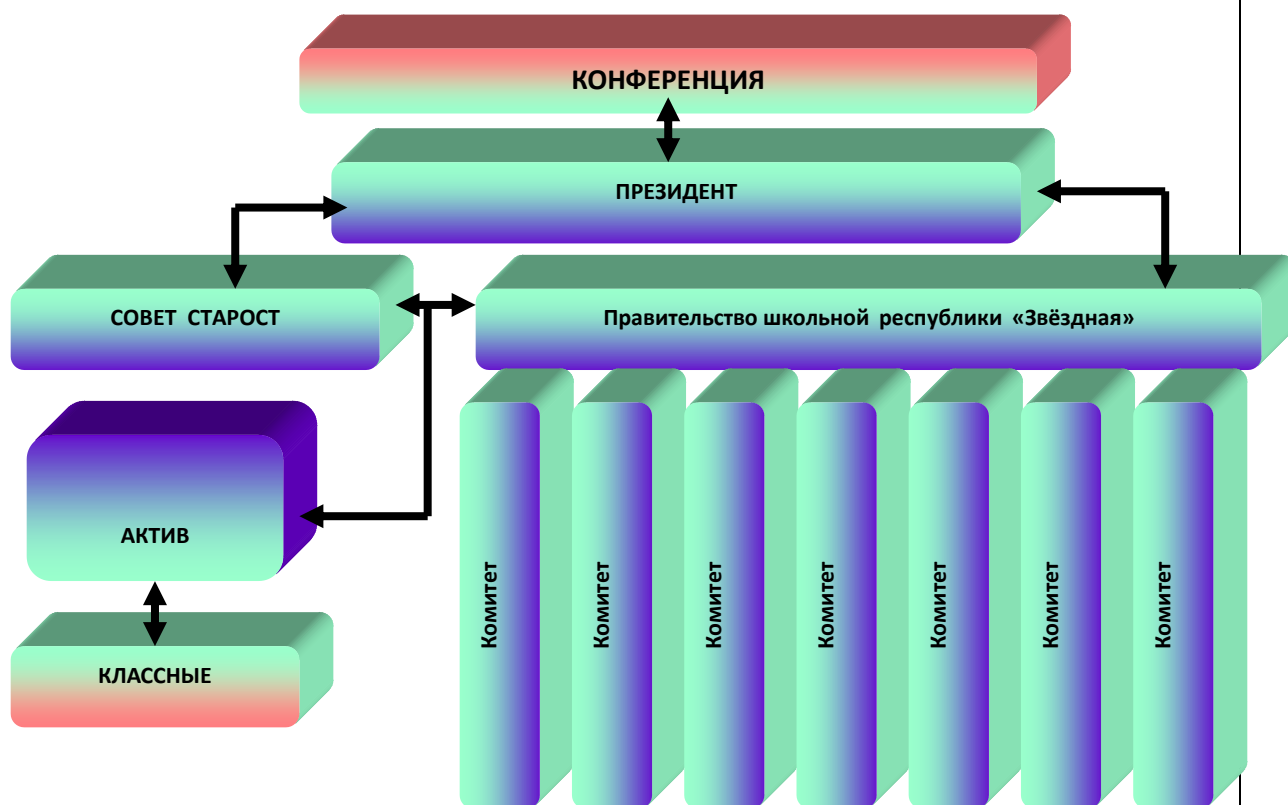 КОНФЕРЕНЦИЯ
ПРЕЗИДЕНТ
СОВЕТ СТАРОСТ
Правительство школьной республики «Звёздная»
АКТИВ
КЛАССНЫЕ
Комитет
Комитет
Комитет
Комитет
Комитет
Комитет
Комитет